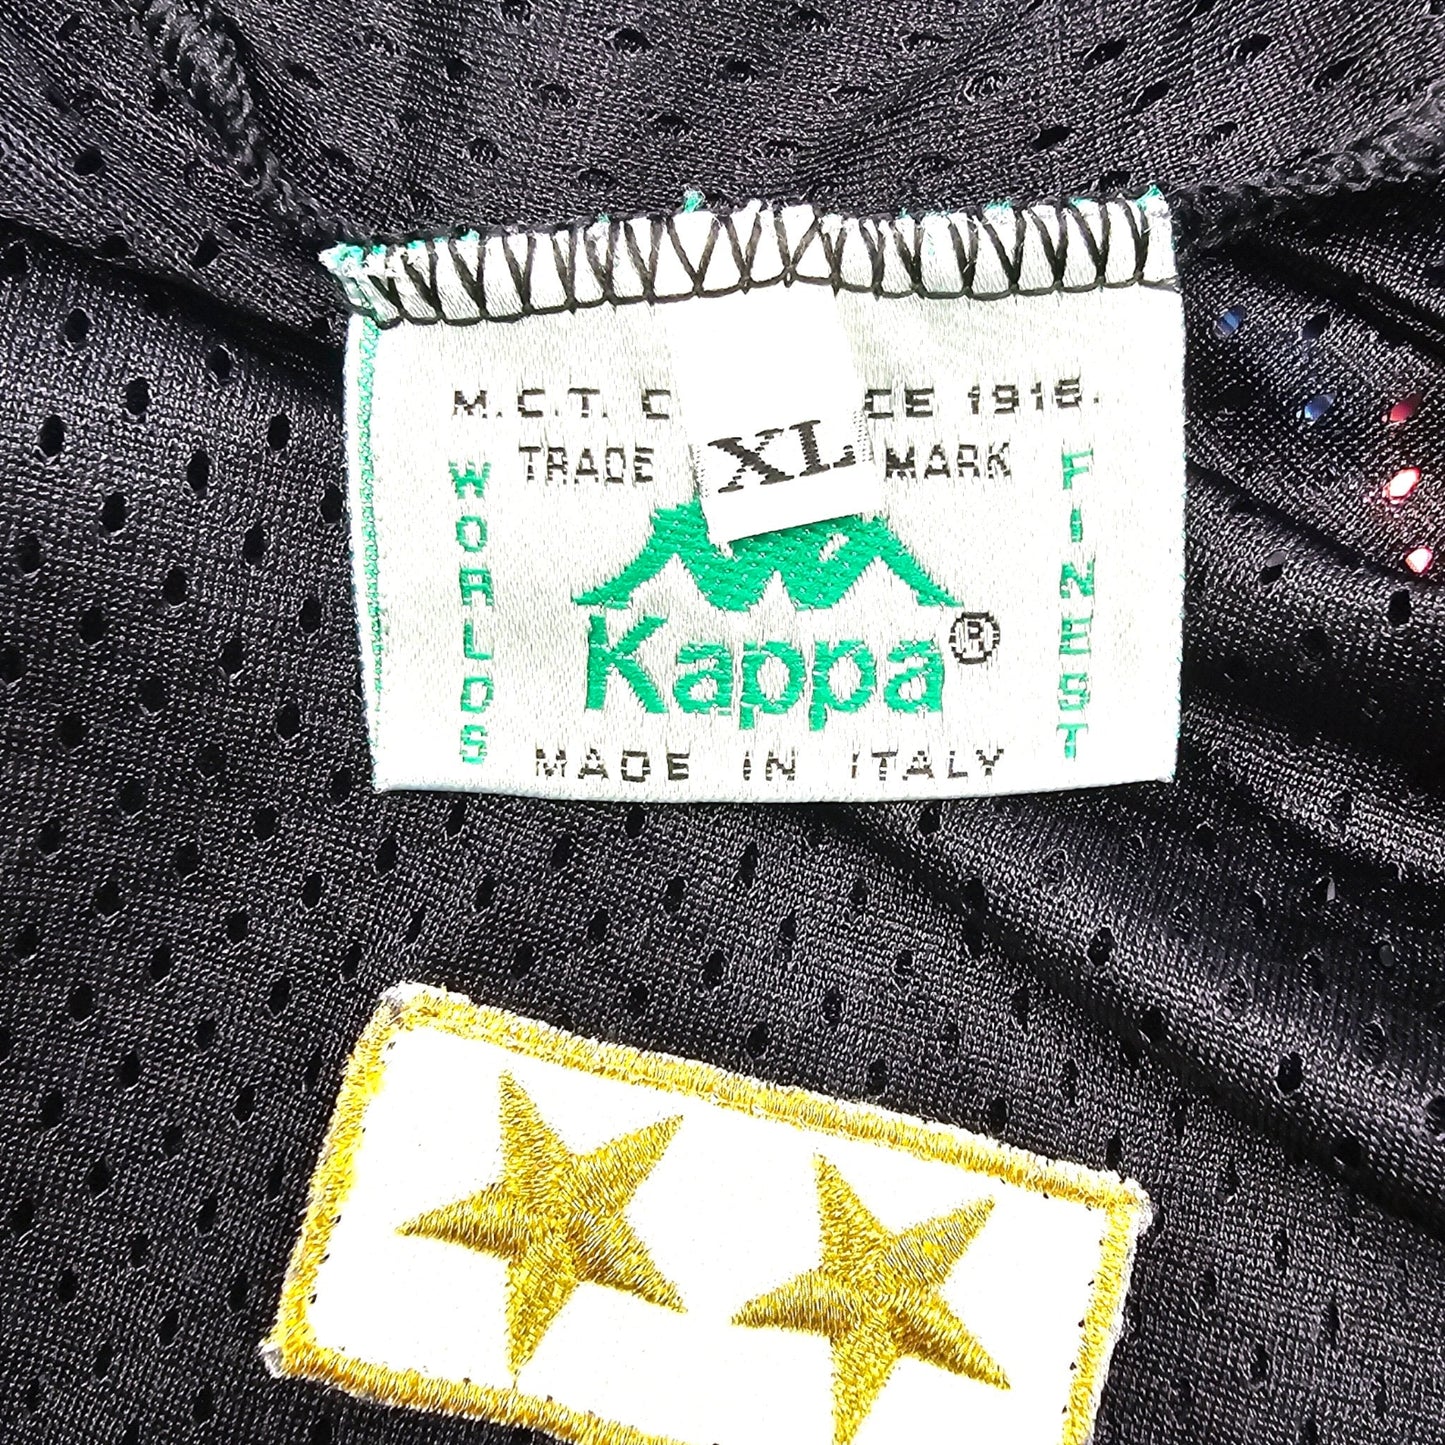 M.C.T. C CE 1916.
TRADE MARK
XL
WORLDS
FINEST
Kappa®
MADE IN ITALY